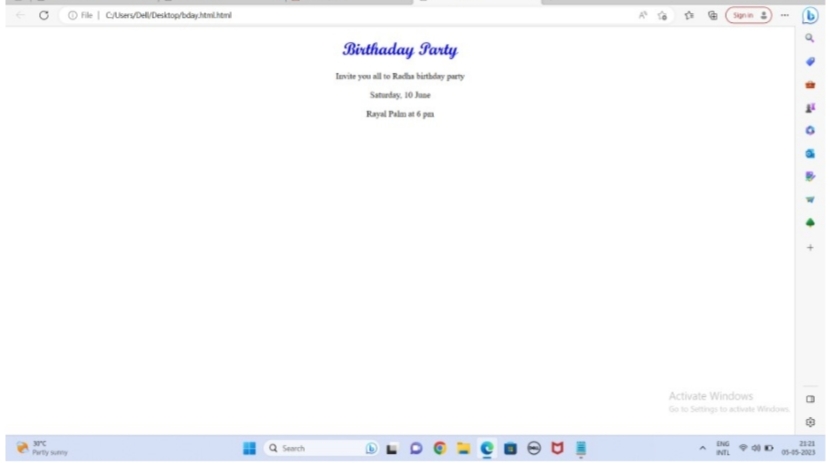 File | C:/Users/Dell/Desktop/bday.html.html
Sign in
Birthaday Party
Invite you all to Radha birthday party
Saturday, 10 June
Rayal Palm at 6 pm
Activate Windows
Go to Settings to activate Windows.
30°C
Partly sunny
Search
ENG
INTL
21:21
05-05-2023